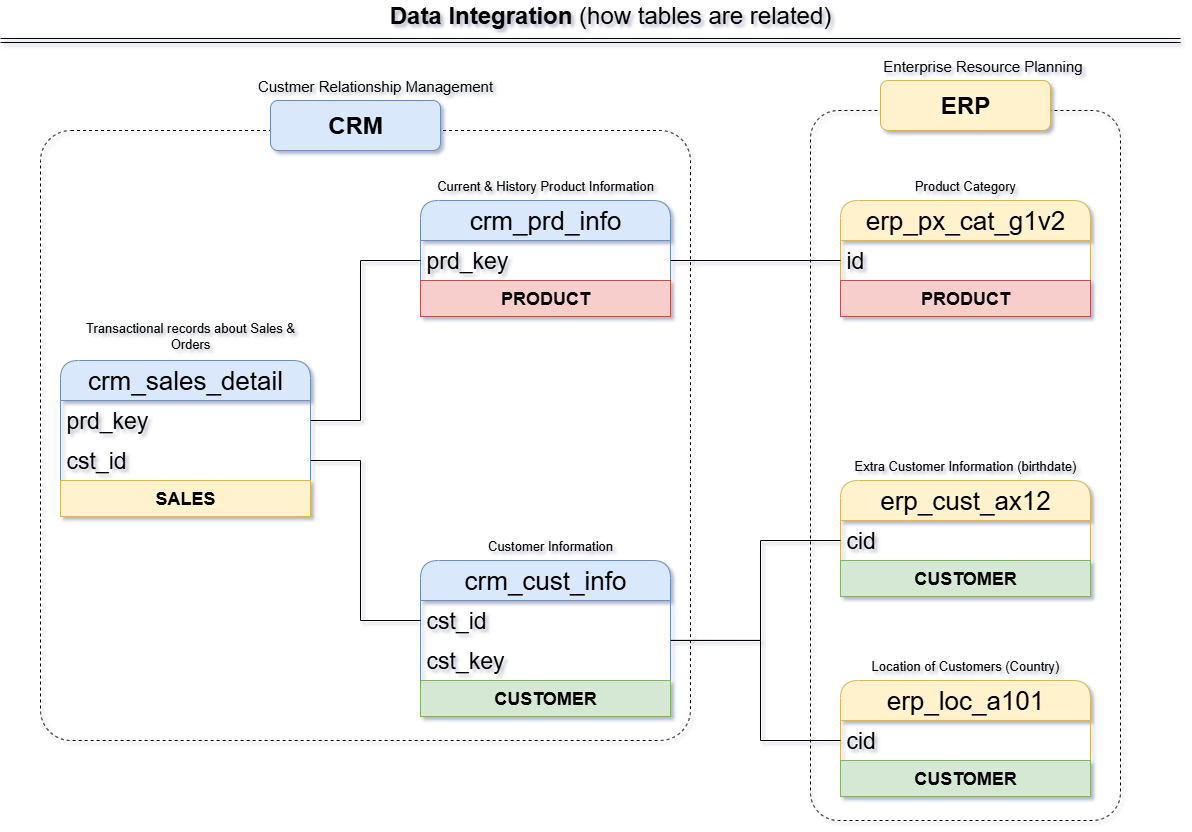 Data Integration (how tables are related)
Custmer Relationship Management
CRM
Enterprise Resource Planning
ERP
Current & History Product Information
crm_prd_info
prd_key
PRODUCT
Product Category
erp_px_cat_g1v2
id
PRODUCT
Transactional records about Sales &
Orders
crm_sales_detail
prd_key
cst_id
SALES
Customer Information
crm_cust_info
cst_id
cst_key
CUSTOMER
Extra Customer Information (birthdate)
erp_cust_ax12
cid
CUSTOMER
Location of Customers (Country)
erp_loc_a101
cid
CUSTOMER